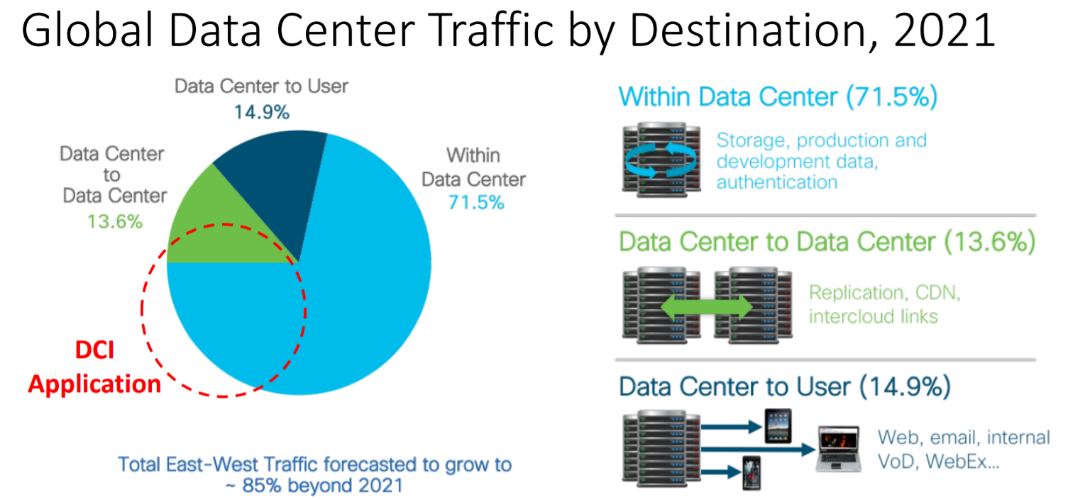 Global Data Center Traffic by Destination, 2021
Data Center to User
14.9%
Data Center
to
Data Center
13.6%
Within
Data Center
71.5%
DCI
Application
Total East-West Traffic forecasted to grow to
~ 85% beyond 2021
Within Data Center (71.5%)
Storage, production and
development data,
authentication
Data Center to Data Center (13.6%)
Replication, CDN,
intercloud links
Data Center to User (14.9%)
Web, email, internal
VoD, WebEx...